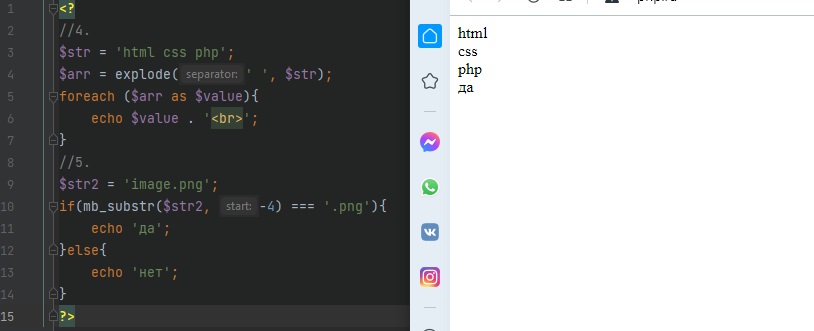 1 <?
2 //4.
3 $str = 'html css php';
4 $arr = explode( separator: ' ', $str);
5 foreach ($arr as $value){
6 echo $value . '<br>';
7 }
8 //5.
9 $str2 = 'image.png';
10 if(mb_substr($str2, start: -4) === '.png'){
11 echo 'да';
12 }else{
13 echo 'нет';
14 }
15 ?>
html
css
php
да